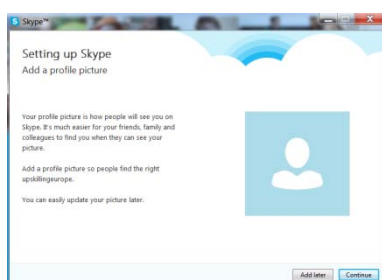 Skype™
Setting up Skype
Add a profile picture
Your profile picture is how people will see you on
Skype. It's much easier for your friends, family and
colleagues to find you when they can see your
picture.
Add a profile picture so people find the right
upskillingeurope.
You can easily update your picture later.
Add later Continue